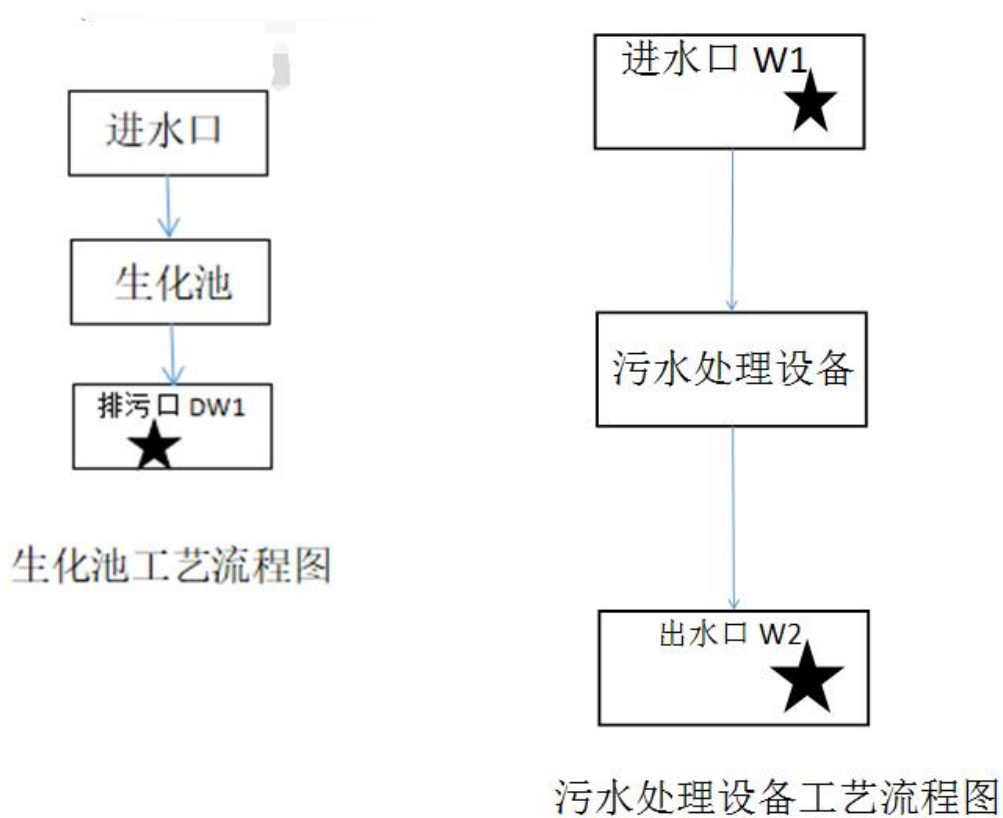 进水口
生化池
排污口 DW1
生化池工艺流程图
进水口 W1
污水处理设备
出水口 W2
污水处理设备工艺流程图